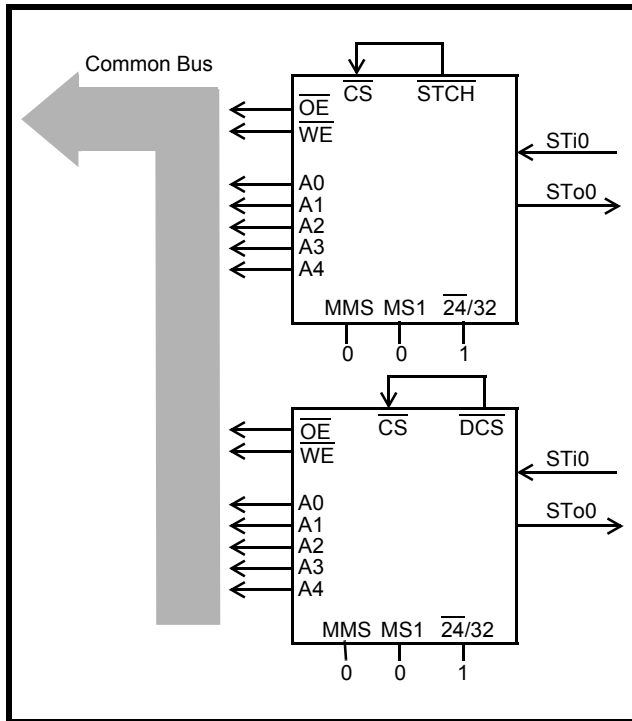 Common Bus
CS STCH
OE
WE
STi0
A0
STo0
A1
A2
A3
A4
MMS MS1 24/32
0 0 1
CS DCS
OE
WE
STi0
A0
STo0
A1
A2
A3
A4
MMS MS1 24/32
0 0 1